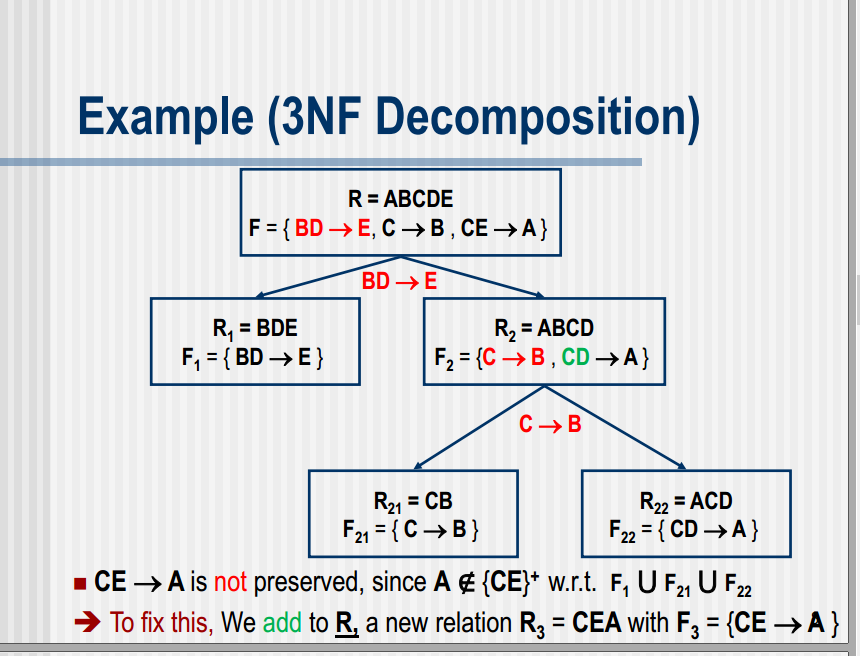 Example (3NF Decomposition)
R = ABCDE
F = { BD → E, C → B , CE → A }
BD → E
R1 = BDE
F1 = { BD → E }
R2 = ABCD
F2 = {C → B , CD → A }
C → B
R21 = CB
F21 = { C → B }
R22 = ACD
F22 = { CD → A }
CE → A is not preserved, since A ∉ {CE}+ w.r.t. F1 ∪ F21 ∪ F22
➔ To fix this, We add to R, a new relation R3 = CEA with F3 = {CE → A }